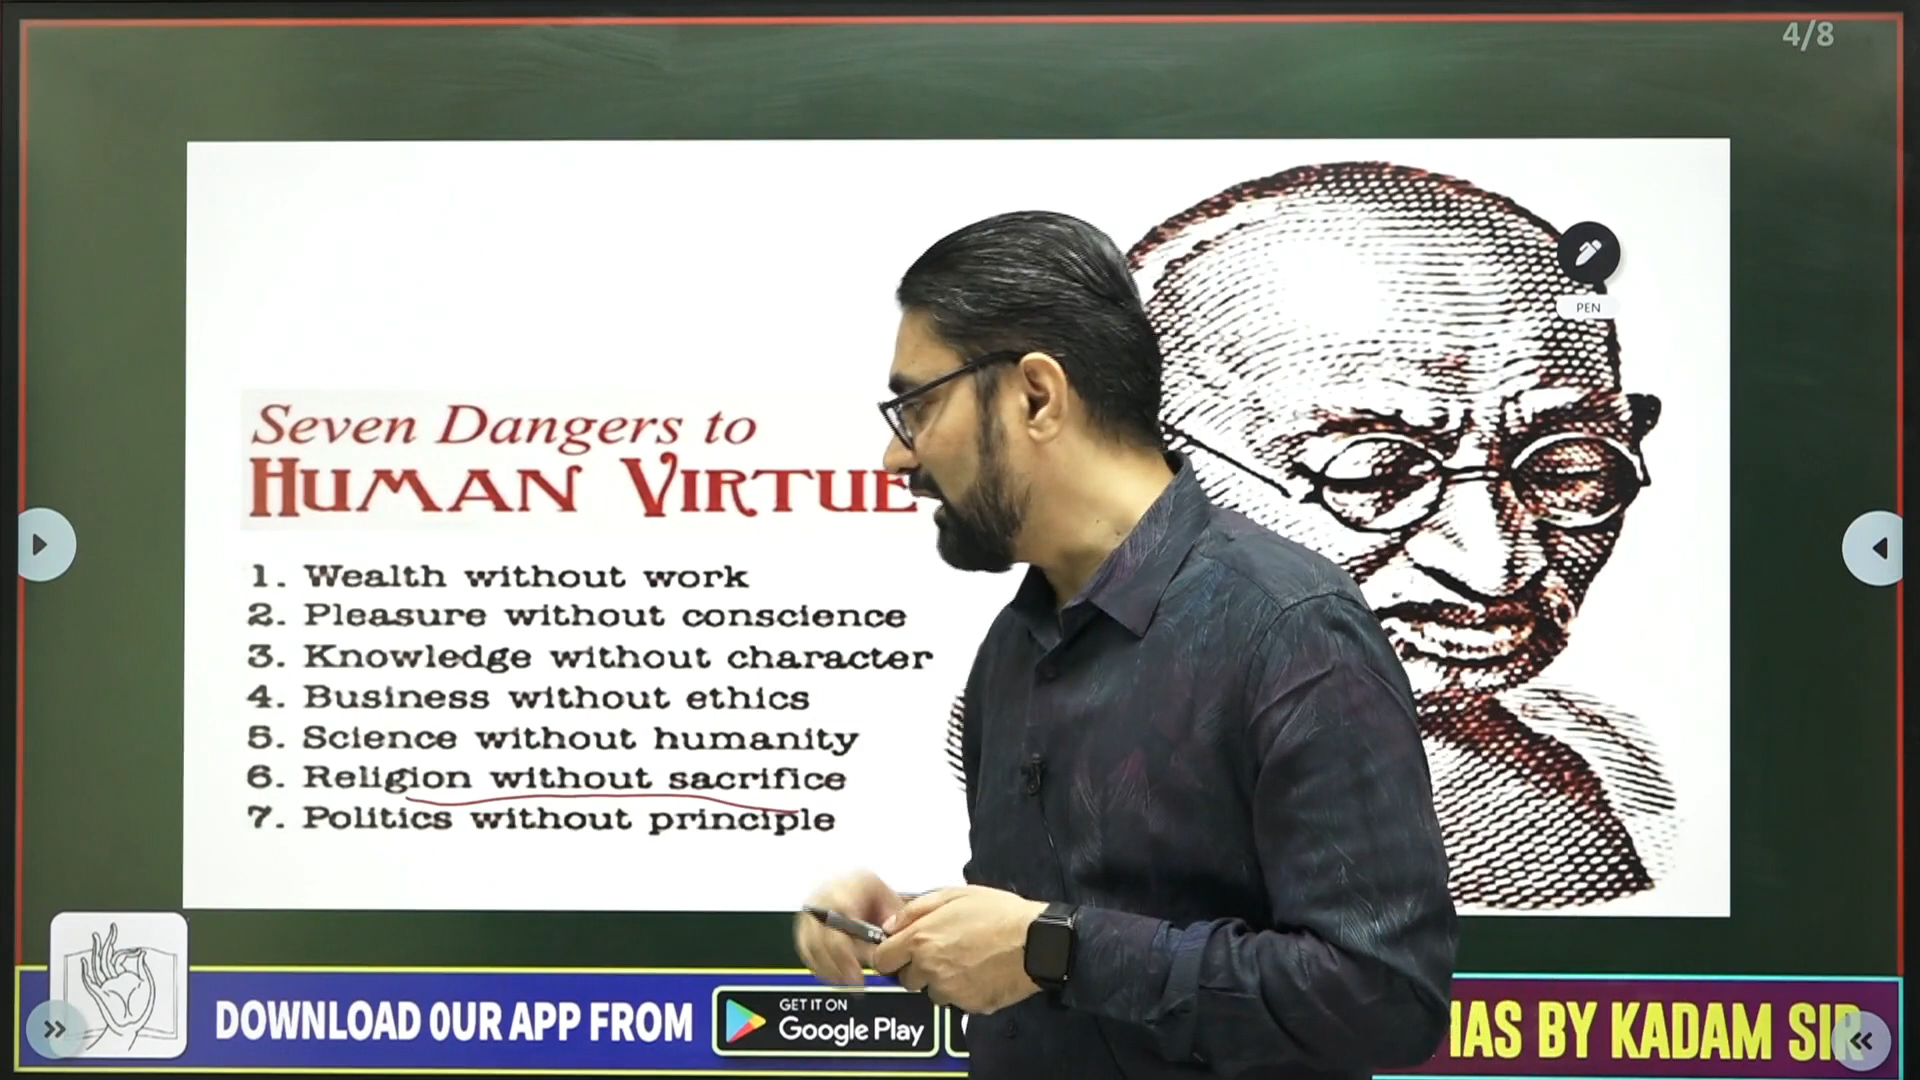 4/8
PEN
Seven Dangers to
HUMAN VIRTUE
1. Wealth without work
2. Pleasure without conscience
3. Knowledge without character
4. Business without ethics
5. Science without humanity
6. Religion without sacrifice
7. Politics without principle
DOWNLOAD OUR APP FROM
GET IT ON
Google Play
IAS BY KADAM SIR